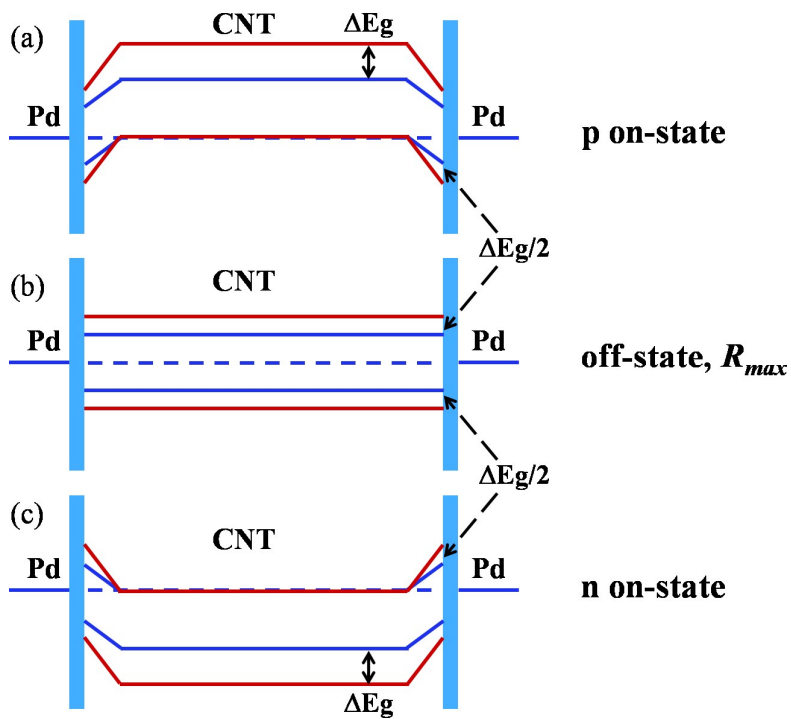 (a)
CNT
ΔEg
Pd
Pd
p on-state
ΔEg/2
(b)
CNT
Pd
Pd
off-state, Rmax
ΔEg/2
(c)
CNT
Pd
Pd
n on-state
ΔEg